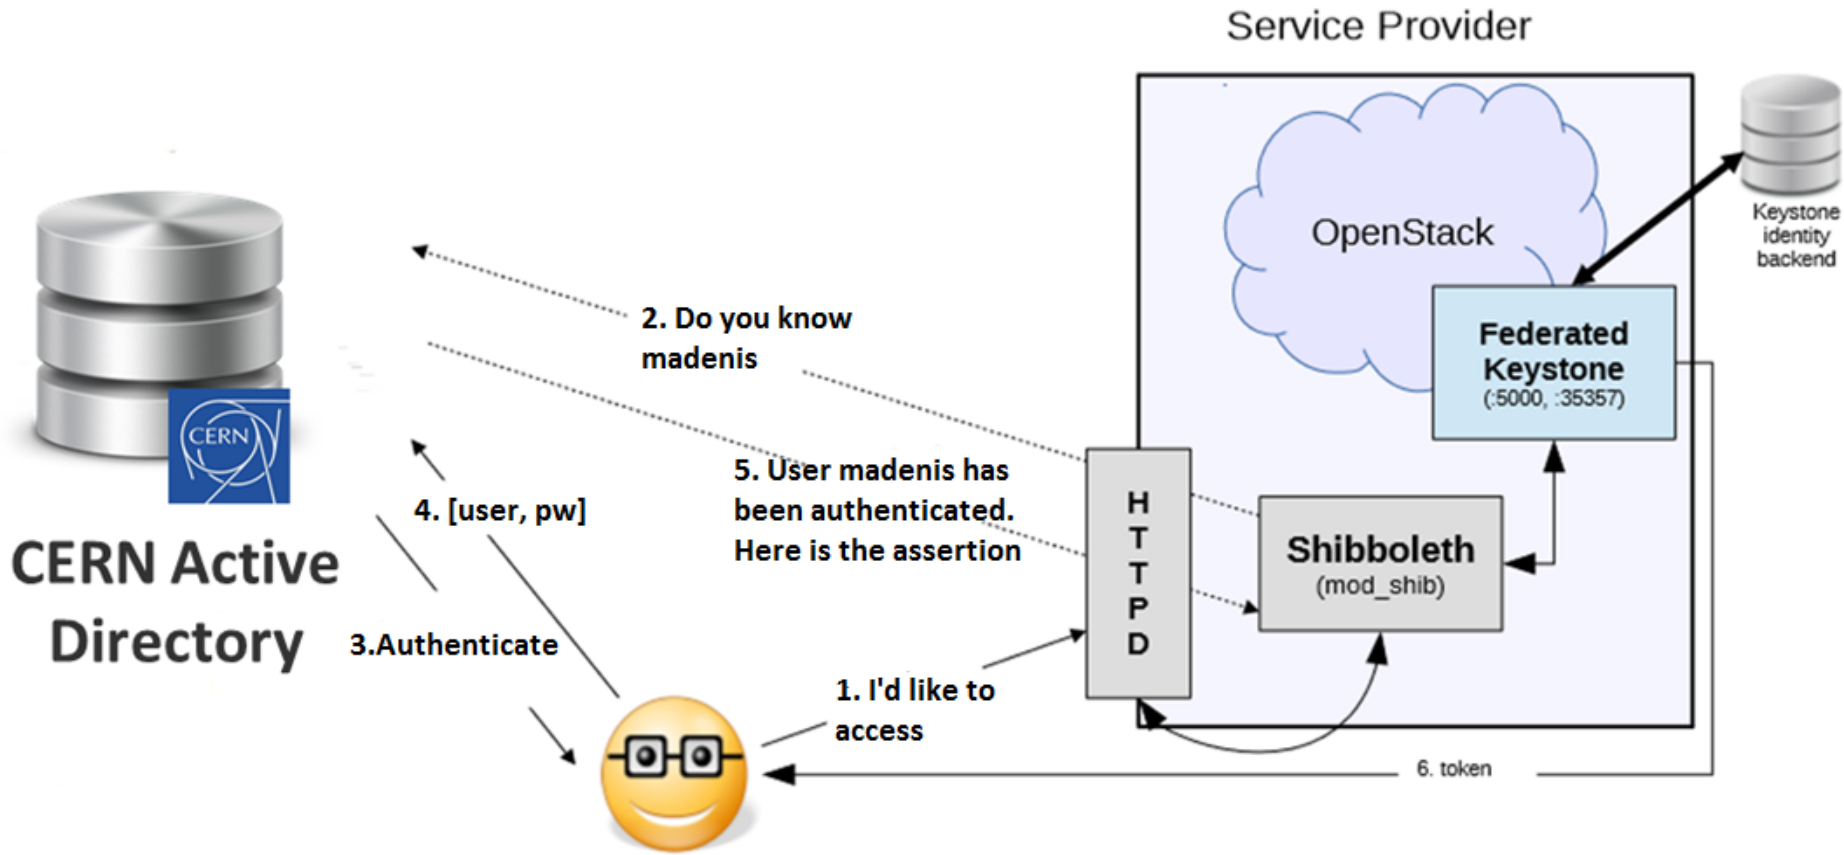 Service Provider
OpenStack
Keystone
identity
backend
2. Do you know
madenis
Federated
Keystone
(:5000, :35357)
CERN
5. User madenis has
been authenticated.
Here is the assertion
4. [user, pw]
H
T
T
P
D
Shibboleth
(mod_shib)
CERN Active
Directory
3.Authenticate
1. I'd like to
access
6. token